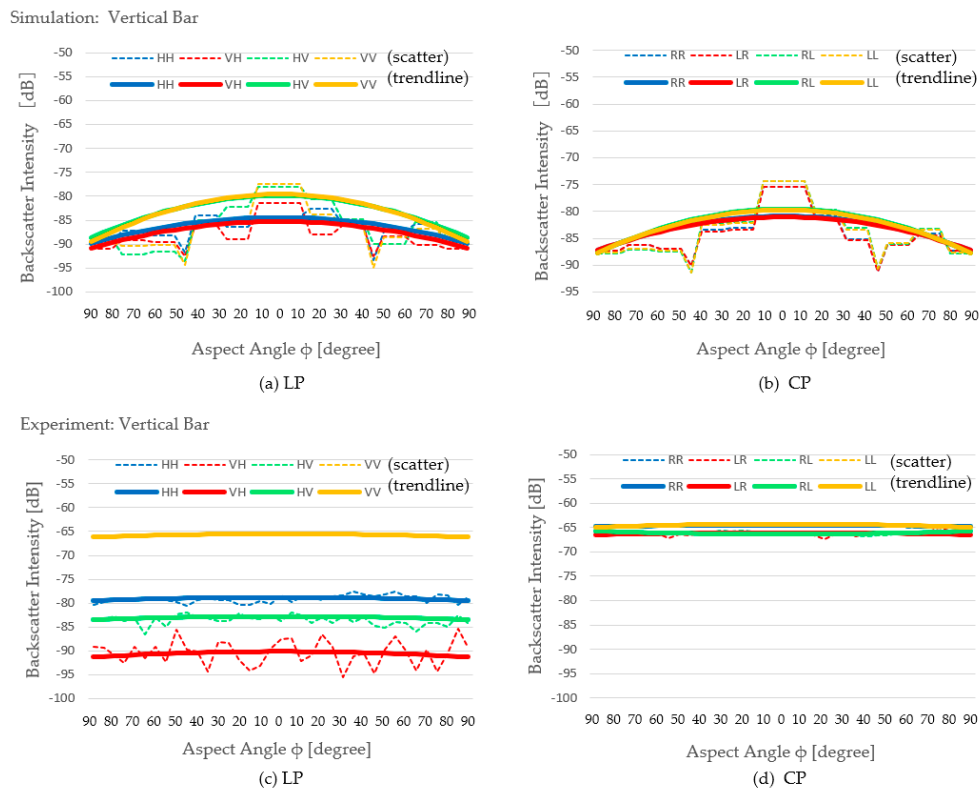 Simulation: Vertical Bar
-50
-55
-60
-65
-70
-75
-80
-85
-90
-95
-100
Backscatter Intensity [dB]
HH VH HV VV (scatter)
HH VH HV VV (trendline)
90 80 70 60 50 40 30 20 10 0 10 20 30 40 50 60 70 80 90
Aspect Angle ϕ [degree]
(a) LP
-50
-55
-60
-65
-70
-75
-80
-85
-90
-95
Backscatter Intensity [dB]
RR LR RL LL (scatter)
RR LR RL LL (trendline)
90 80 70 60 50 40 30 20 10 0 10 20 30 40 50 60 70 80 90
Aspect Angle ϕ [degree]
(b) CP
Experiment: Vertical Bar
-50
-55
-60
-65
-70
-75
-80
-85
-90
-95
-100
Backscatter Intensity [dB]
HH VH HV VV (scatter)
HH VH HV VV (trendline)
90 80 70 60 50 40 30 20 10 0 10 20 30 40 50 60 70 80 90
Aspect Angle ϕ [degree]
(c) LP
-50
-55
-60
-65
-70
-75
-80
-85
-90
-95
-100
Backscatter Intensity [dB]
RR LR RL LL (scatter)
RR LR RL LL (trendline)
90 80 70 60 50 40 30 20 10 0 10 20 30 40 50 60 70 80 90
Aspect Angle ϕ [degree]
(d) CP